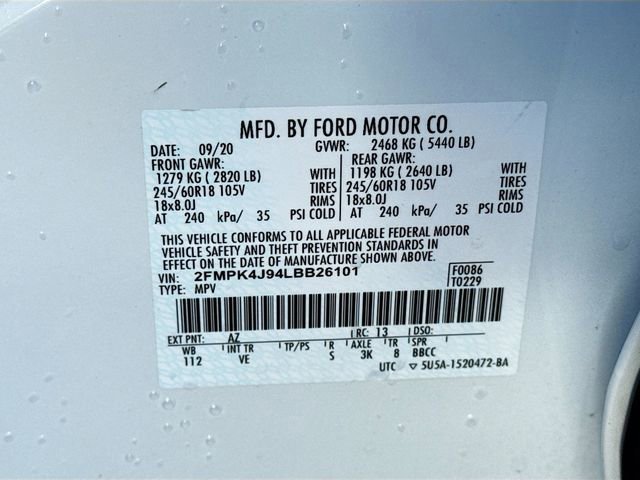 MFD. BY FORD MOTOR CO.
DATE: 09/20 GVWR: 2468 KG ( 5440 LB)
FRONT GAWR: REAR GAWR:
1279 KG ( 2820 LB) WITH 1198 KG ( 2640 LB) WITH
245/60R18 105V TIRES 245/60R18 105V TIRES
18x8.0J RIMS 18x8.0J RIMS
AT 240 kPa/ 35 PSI COLD AT 240 kPa/ 35 PSI COLD
THIS VEHICLE CONFORMS TO ALL APPLICABLE FEDERAL MOTOR
VEHICLE SAFETY AND THEFT PREVENTION STANDARDS IN
EFFECT ON THE DATE OF MANUFACTURE SHOWN ABOVE.
VIN: 2FMPK4J94LBB26101 F0086
TYPE: MPV T0229
EXT PNT: AZ RC: 13 DSO:
WB INT TR TP/PS R AXLE TR SPR
112 VE S 3K 8 BBCC
UTC ▽ 5U5A-1520472-BA